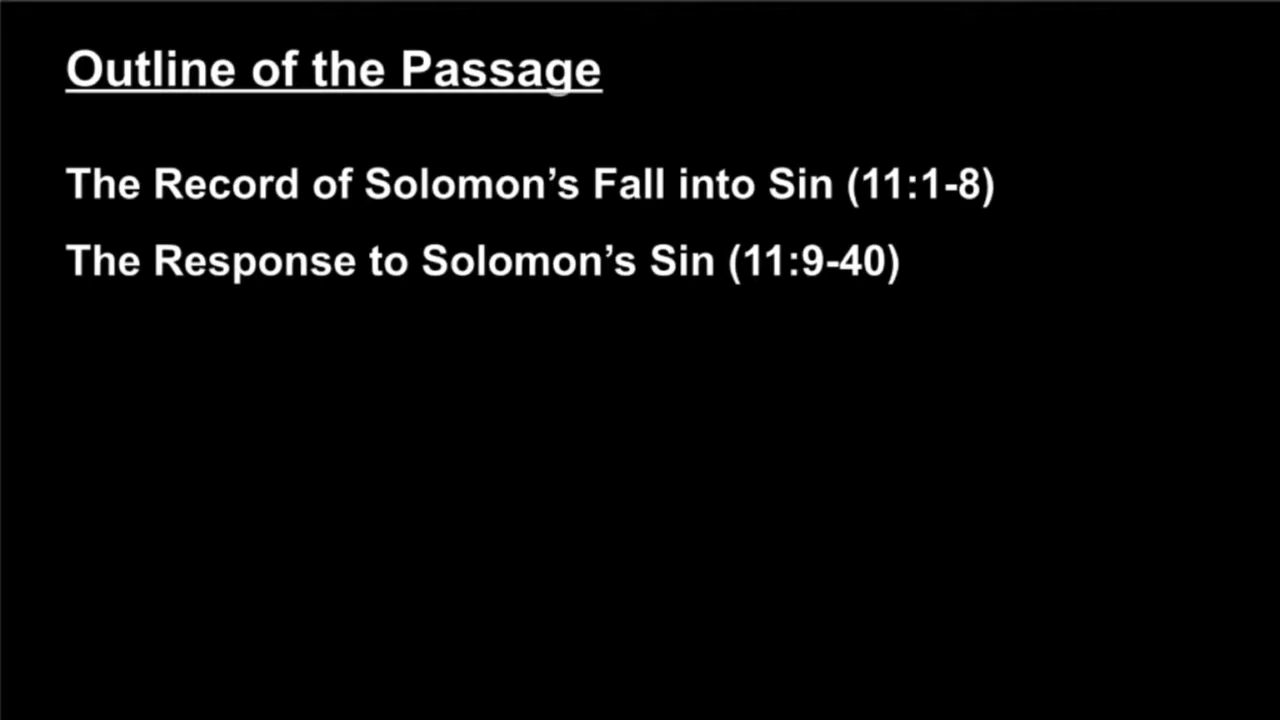 Outline of the Passage
The Record of Solomon’s Fall into Sin (11:1-8)
The Response to Solomon’s Sin (11:9-40)